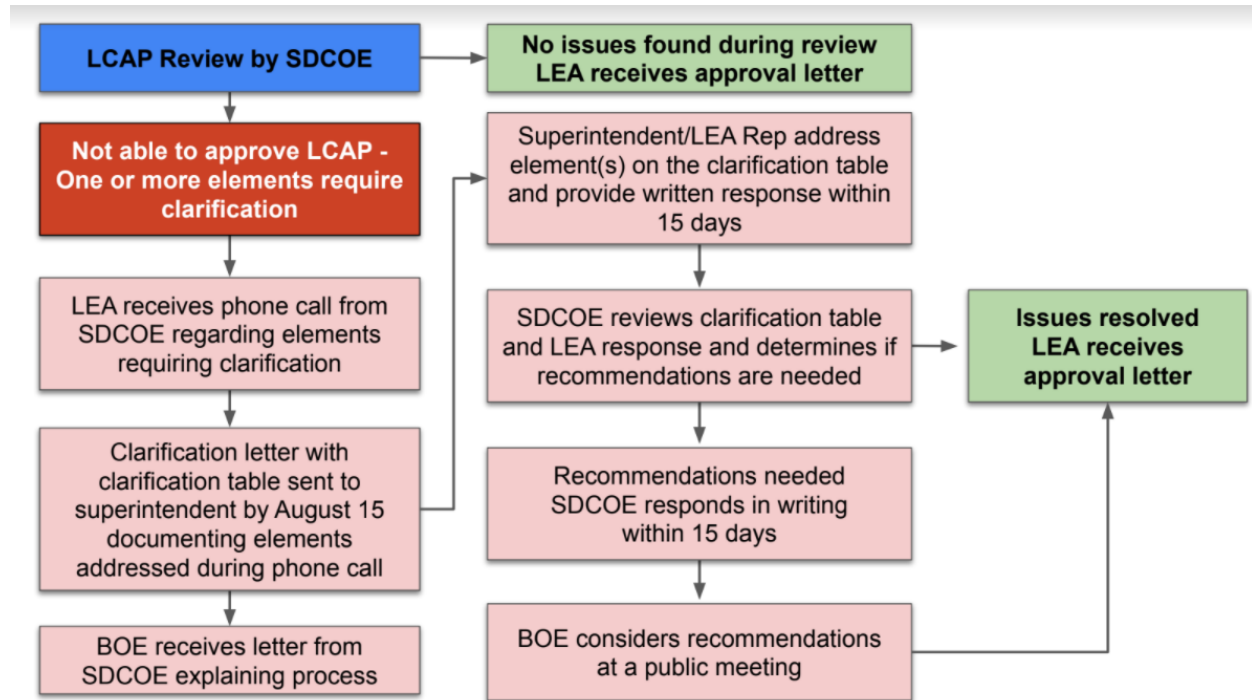 LCAP Review by SDCOE
No issues found during review
LEA receives approval letter
Not able to approve LCAP -
One or more elements require
clarification
LEA receives phone call from
SDCOE regarding elements
requiring clarification
Clarification letter with
clarification table sent to
superintendent by August 15
documenting elements
addressed during phone call
BOE receives letter from
SDCOE explaining process
Superintendent/LEA Rep address
element(s) on the clarification table
and provide written response within
15 days
SDCOE reviews clarification table
and LEA response and determines if
recommendations are needed
Recommendations needed
SDCOE responds in writing
within 15 days
BOE considers recommendations
at a public meeting
Issues resolved
LEA receives
approval letter